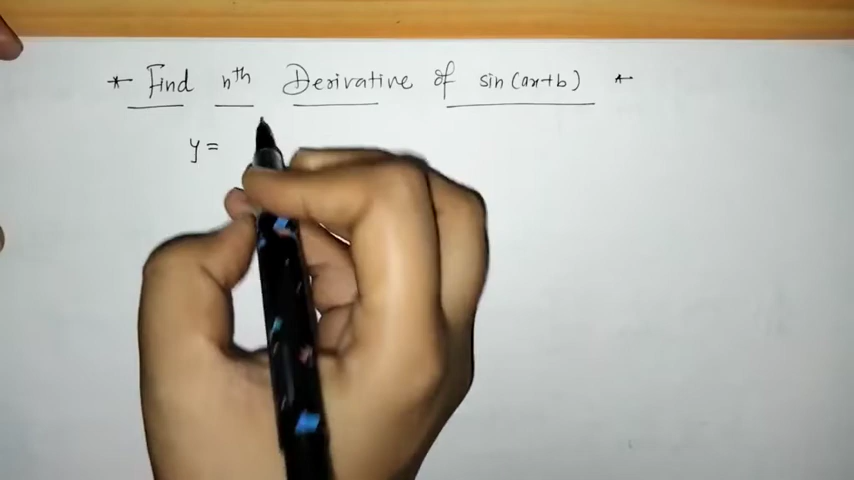 * Find nth Derivative of sin(ax+b) *
y=